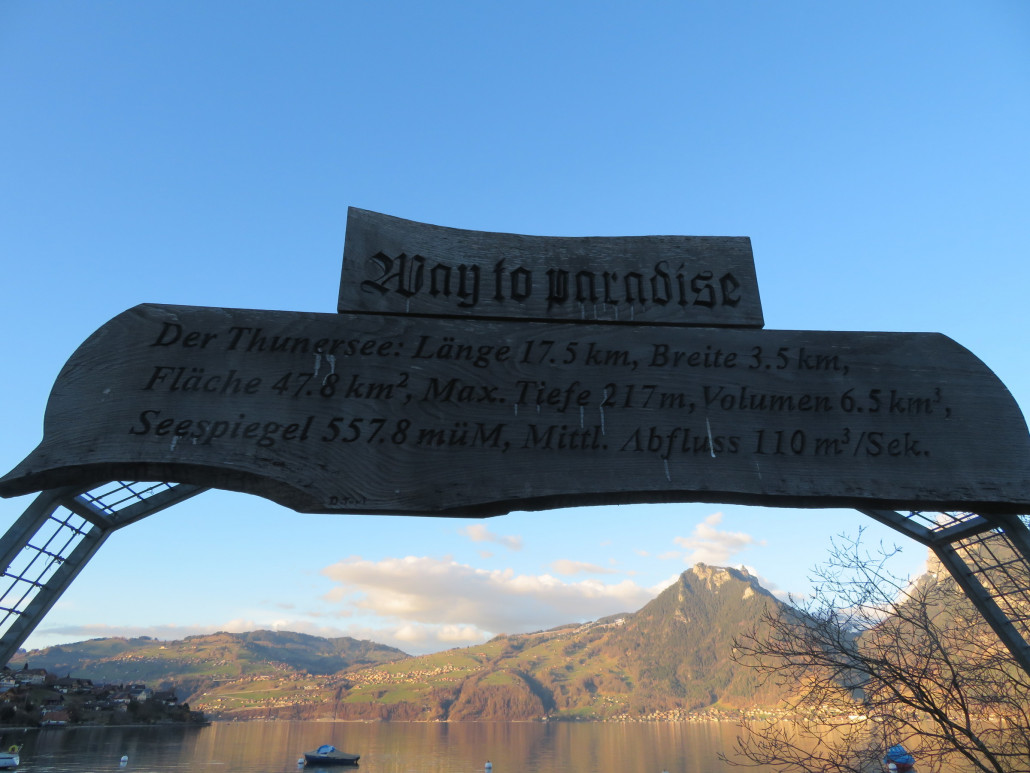 Way to paradise
Der Thunersee: Länge 17.5 km, Breite 3.5 km,
Fläche 47.8 km², Max. Tiefe 217m, Volumen 6.5 km³,
Seespiegel 557.8 müM, Mittl. Abfluss 110 m³/Sek.